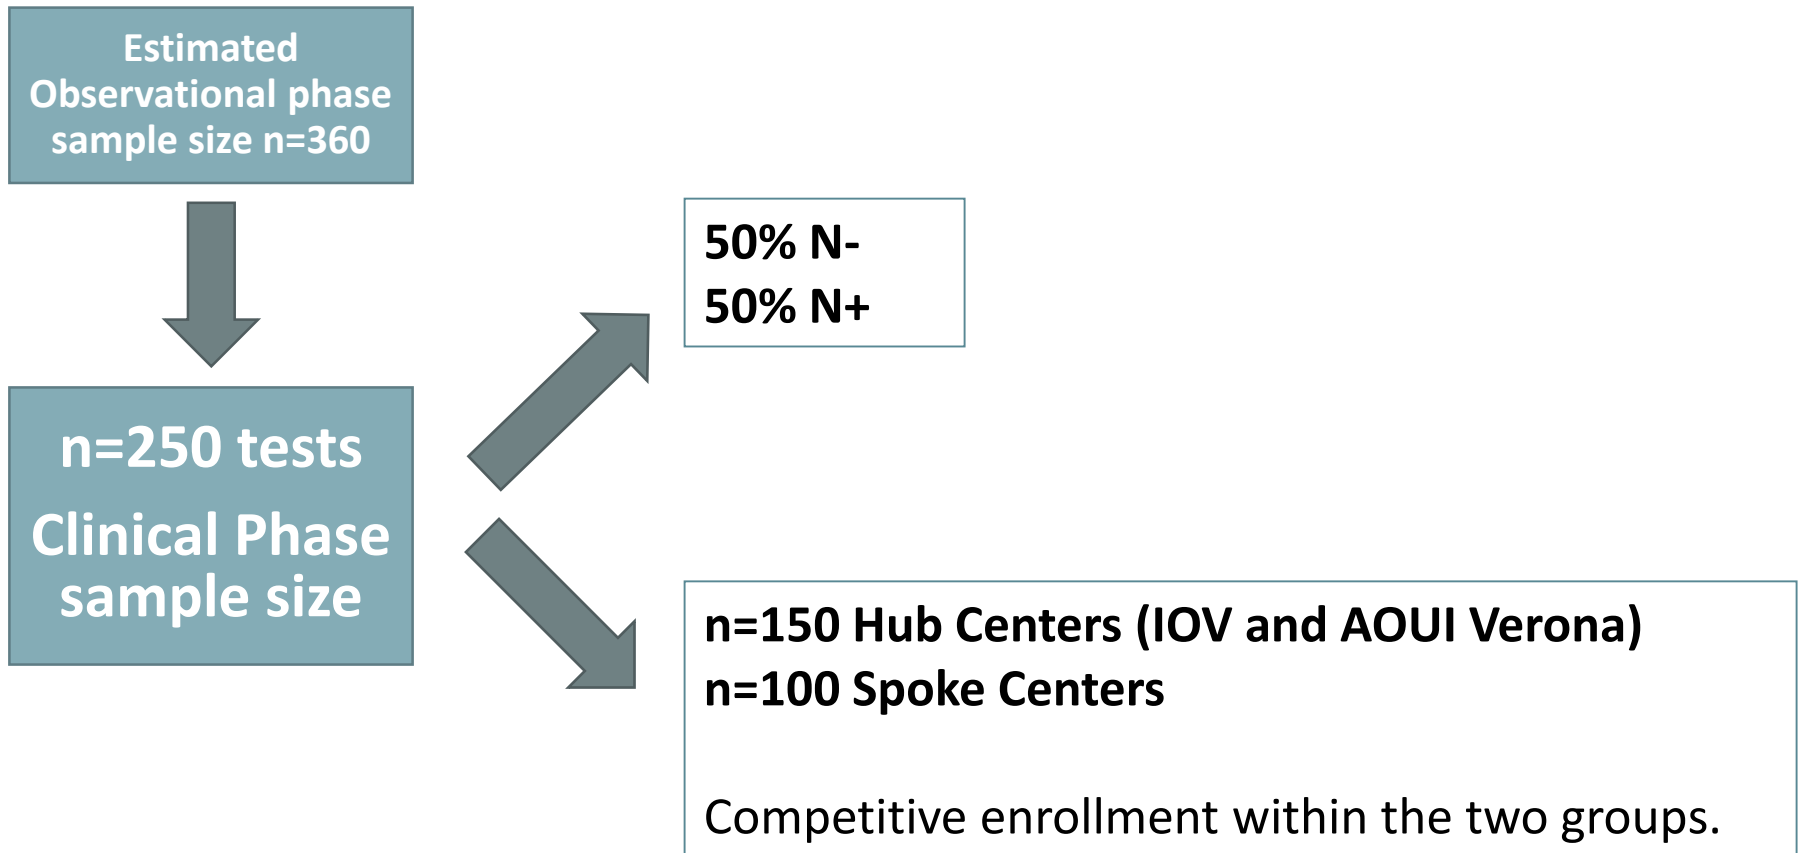 Estimated
Observational phase
sample size n=360
50% N-
50% N+
n=250 tests
Clinical Phase
sample size
n=150 Hub Centers (IOV and AOUI Verona)
n=100 Spoke Centers
Competitive enrollment within the two groups.